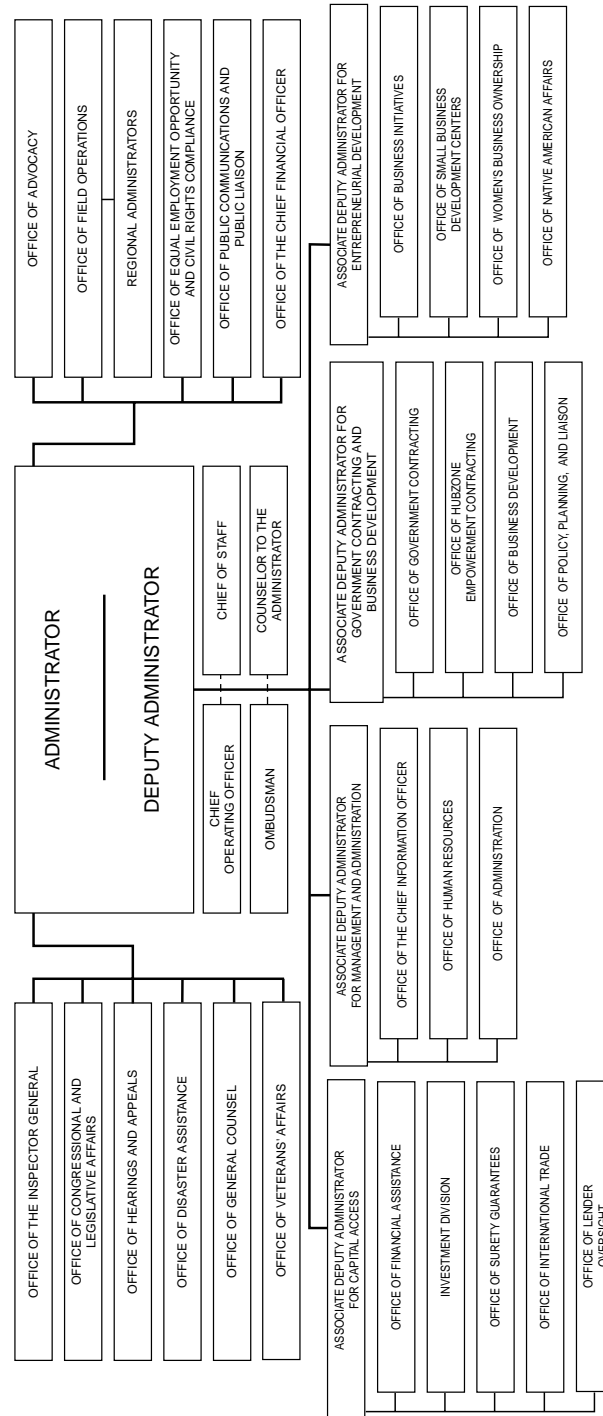 ADMINISTRATOR
DEPUTY ADMINISTRATOR
OFFICE OF THE INSPECTOR GENERAL
OFFICE OF CONGRESSIONAL AND
LEGISLATIVE AFFAIRS
OFFICE OF HEARINGS AND APPEALS
OFFICE OF DISASTER ASSISTANCE
OFFICE OF GENERAL COUNSEL
OFFICE OF VETERANS' AFFAIRS
CHIEF
OPERATING OFFICER
OMBUDSMAN
CHIEF OF STAFF
COUNSELOR TO THE
ADMINISTRATOR
OFFICE OF ADVOCACY
OFFICE OF FIELD OPERATIONS
REGIONAL ADMINISTRATORS
OFFICE OF EQUAL EMPLOYMENT OPPORTUNITY
AND CIVIL RIGHTS COMPLIANCE
OFFICE OF PUBLIC COMMUNICATIONS AND
PUBLIC LIAISON
OFFICE OF THE CHIEF FINANCIAL OFFICER
ASSOCIATE DEPUTY ADMINISTRATOR
FOR CAPITAL ACCESS
OFFICE OF FINANCIAL ASSISTANCE
INVESTMENT DIVISION
OFFICE OF SURETY GUARANTEES
OFFICE OF INTERNATIONAL TRADE
OFFICE OF LENDER
OVERSIGHT
ASSOCIATE DEPUTY ADMINISTRATOR
FOR MANAGEMENT AND ADMINISTRATION
OFFICE OF THE CHIEF INFORMATION OFFICER
OFFICE OF HUMAN RESOURCES
OFFICE OF ADMINISTRATION
ASSOCIATE DEPUTY ADMINISTRATOR FOR
GOVERNMENT CONTRACTING AND
BUSINESS DEVELOPMENT
OFFICE OF GOVERNMENT CONTRACTING
OFFICE OF HUBZONE
EMPOWERMENT CONTRACTING
OFFICE OF BUSINESS DEVELOPMENT
OFFICE OF POLICY, PLANNING, AND LIAISON
ASSOCIATE DEPUTY ADMINISTRATOR FOR
ENTREPRENEURIAL DEVELOPMENT
OFFICE OF BUSINESS INITIATIVES
OFFICE OF SMALL BUSINESS
DEVELOPMENT CENTERS
OFFICE OF WOMEN'S BUSINESS OWNERSHIP
OFFICE OF NATIVE AMERICAN AFFAIRS